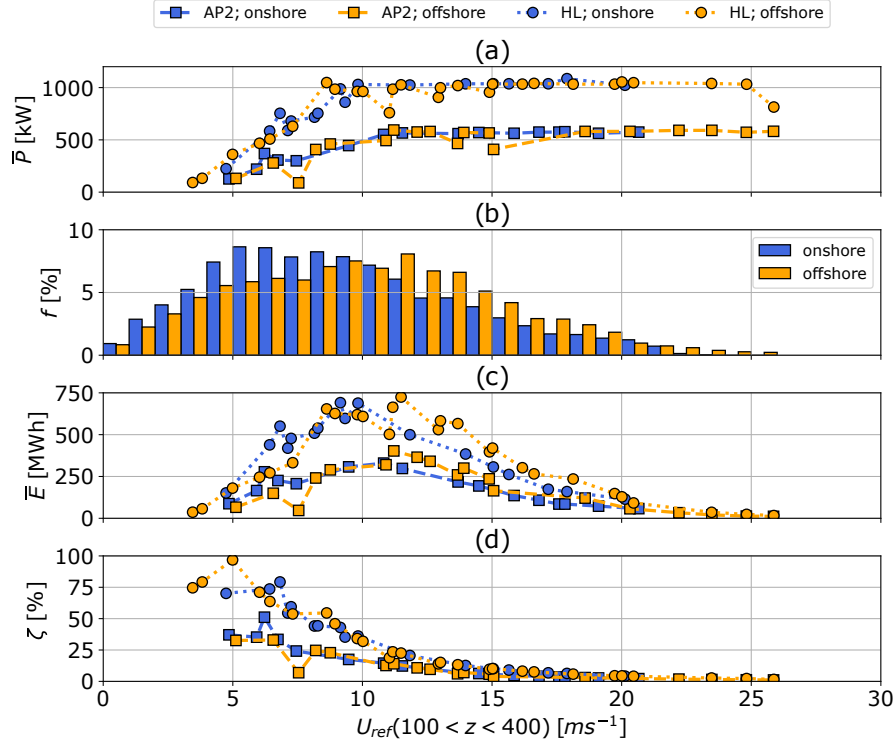 AP2; onshore AP2; offshore HL; onshore HL; offshore
(a)
1000
500
0
P̅ [kW]
(b)
10
5
0
f [%]
onshore
offshore
(c)
750
500
250
0
E̅ [MWh]
(d)
100
75
50
25
0
ζ [%]
0 5 10 15 20 25 30
U_ref(100 < z < 400) [ms⁻¹]